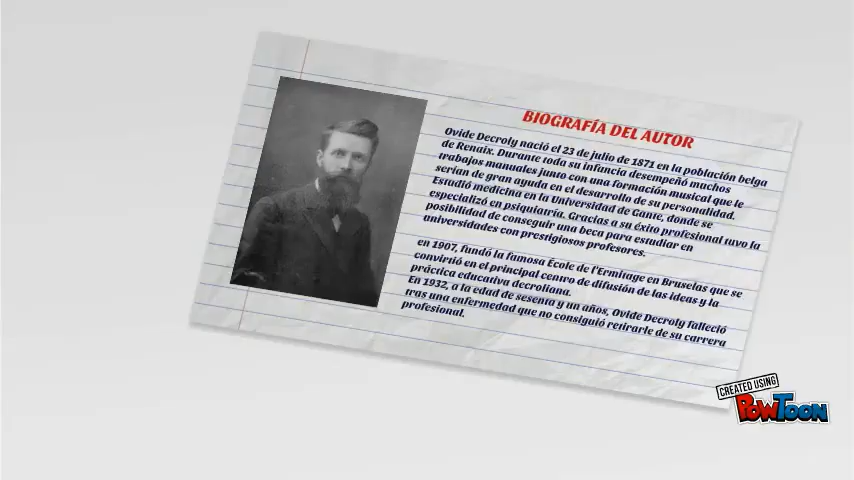 BIOGRAFÍA DEL AUTOR
Ovide Decroly nació el 23 de julio de 1871 en la población belga
de Renaix. Durante toda su infancia desempeñó muchos
trabajos manuales junto con una formación musical que le
serían de gran ayuda en el desarrollo de su personalidad.
Estudió medicina en la Universidad de Gante, donde se
especializó en psiquiatría. Gracias a su éxito profesional tuvo la
posibilidad de conseguir una beca para estudiar en
universidades con prestigiosos profesores.
en 1907, fundó la famosa École de l'Ermitage en Bruselas que se
convirtió en el principal centro de difusión de las ideas y la
práctica educativa decroliana.
En 1932, a la edad de sesenta y un años, Ovide Decroly falleció
tras una enfermedad que no consiguió retirarle de su carrera
profesional.
CREATED USING
POWTOON